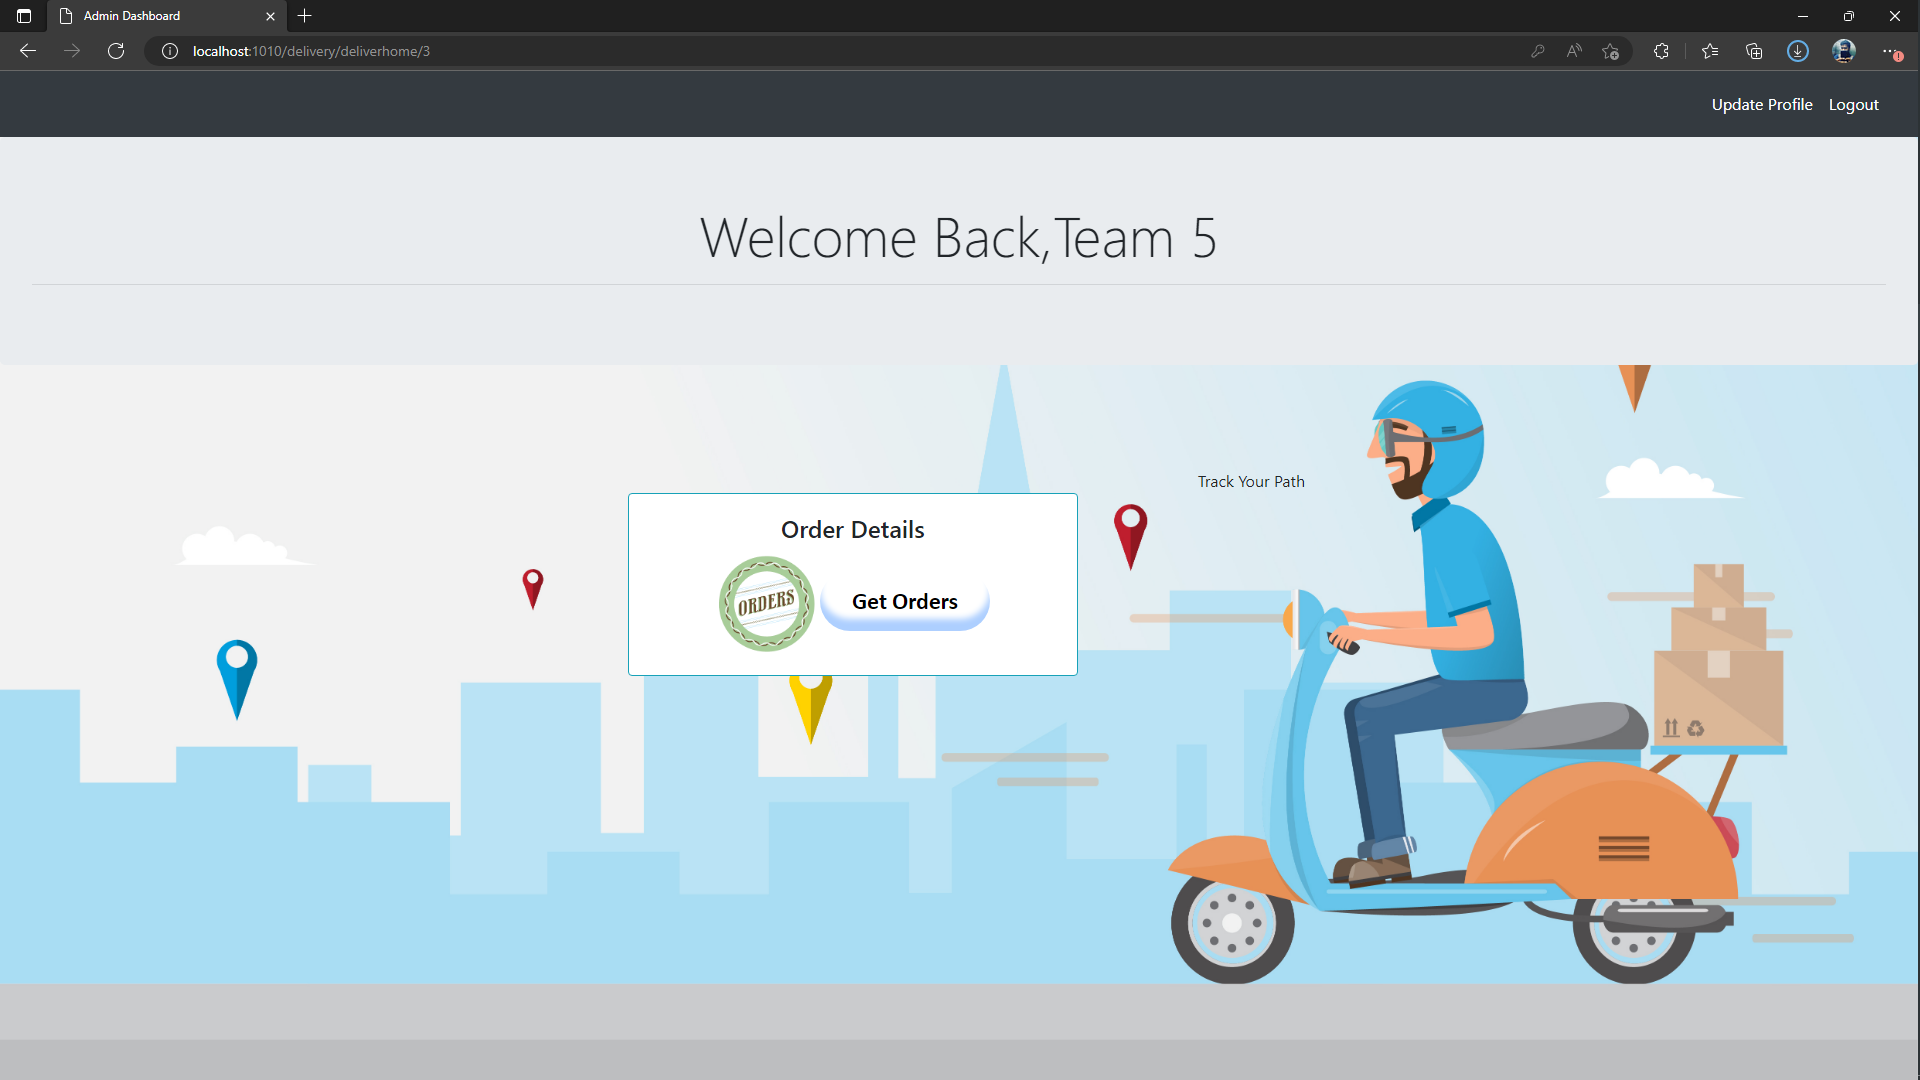 Admin Dashboard
localhost:1010/delivery/deliverhome/3
Update Profile Logout
Welcome Back,Team 5
Track Your Path
Order Details
ORDERS
Get Orders